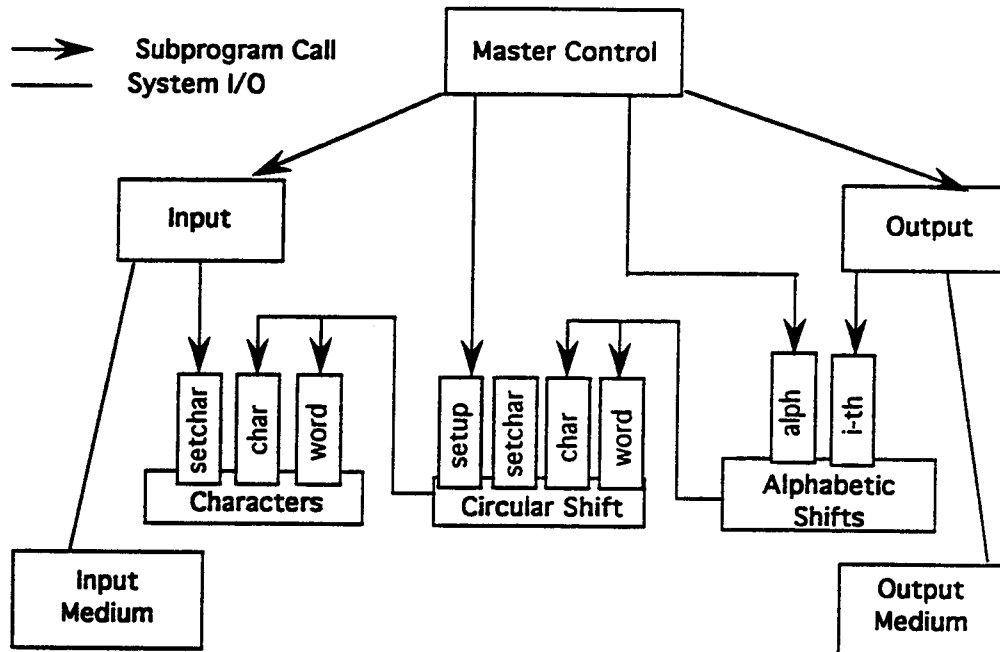 Subprogram Call
System I/O
Master Control
Input
Output
setchar
char
word
setup
setchar
char
word
alph
i-th
Characters
Circular Shift
Alphabetic
Shifts
Input
Medium
Output
Medium